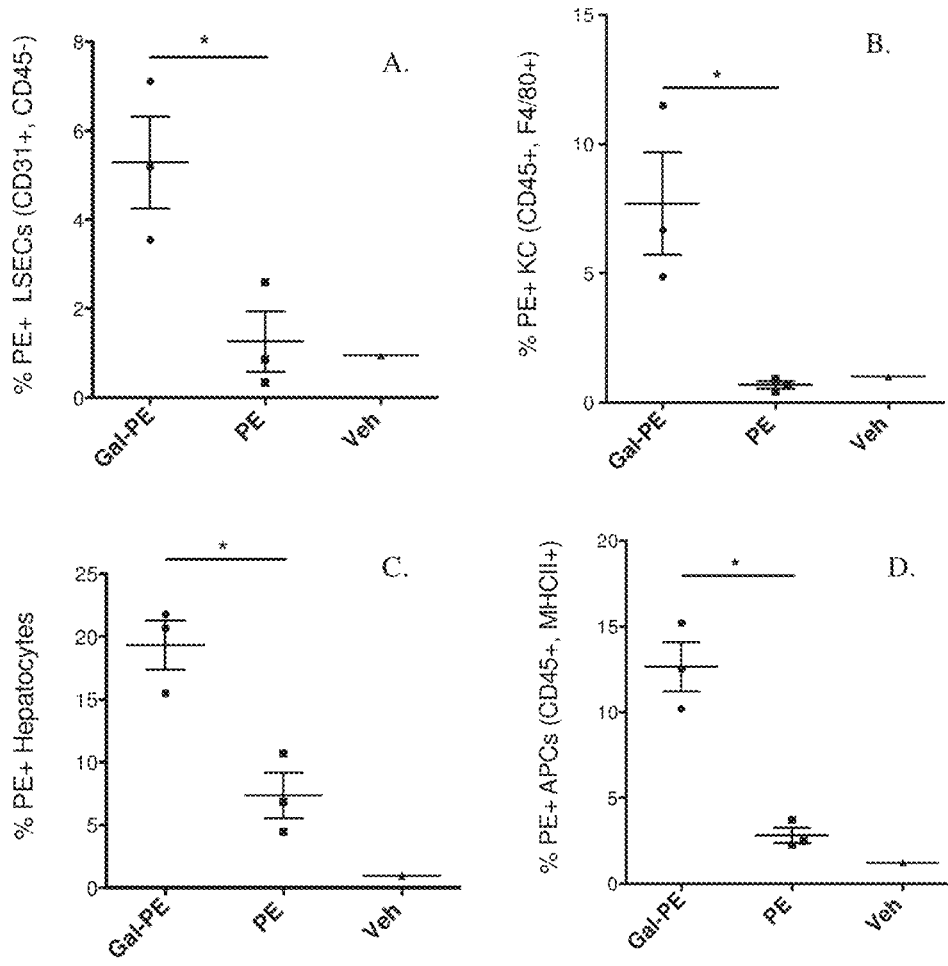 % PE+ LSECs (CD31+, CD45-)
8
6
4
2
0
*
A.
Gal-PE
PE
Veh
% PE+ KC (CD45+, F4/80+)
15
10
5
0
*
B.
Gal-PE
PE
Veh
% PE+ Hepatocytes
25
20
15
10
5
0
*
C.
Gal-PE
PE
Veh
% PE+ APCs (CD45+, MHCII+)
20
15
10
5
0
*
D.
Gal-PE
PE
Veh